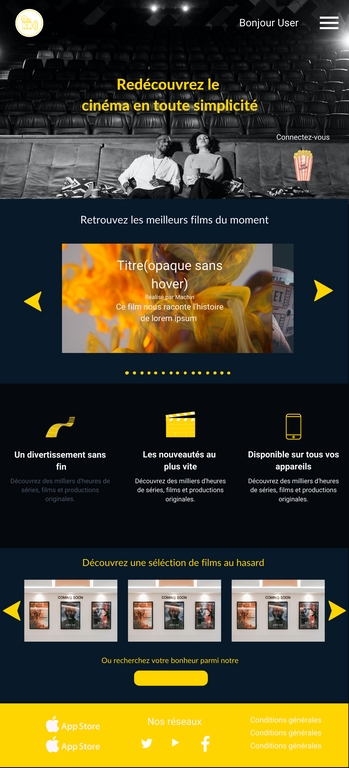 Bonjour User
Redécouvrez le
cinéma en toute simplicité
Connectez-vous
Retrouvez les meilleurs films du moment
Titre(opaque sans
hover)
Réalisé par Machin
Ce film nous raconte l'histoire
de lorem ipsum
Un divertissement sans
fin
Découvrez des milliers d'heures
de séries, films et productions
originales.
Les nouveautés au
plus vite
Découvrez des milliers d'heures
de séries, films et productions
originales.
Disponible sur tous vos
appareils
Découvrez des milliers d'heures
de séries, films et productions
originales.
Découvrez une séléction de films au hasard
COMING SOON
COMING SOON
COMING SOON
Ou recherchez votre bonheur parmi notre
App Store
App Store
Nos réseaux
Conditions générales
Conditions générales
Conditions générales